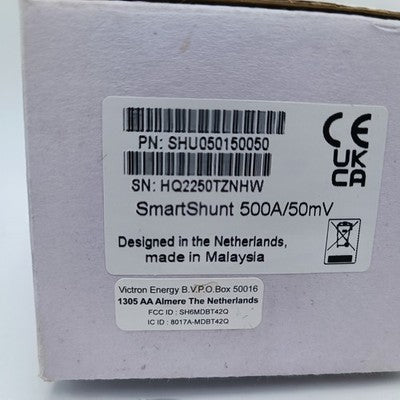 PN: SHU050150050
SN: HQ2250TZNHW
SmartShunt 500A/50mV
Designed in the Netherlands,
made in Malaysia
CE
UK
CA
Victron Energy B.V.P.O.Box 50016
1305 AA Almere The Netherlands
FCC ID : SH6MDBT42Q
IC ID : 8017A-MDBT42Q